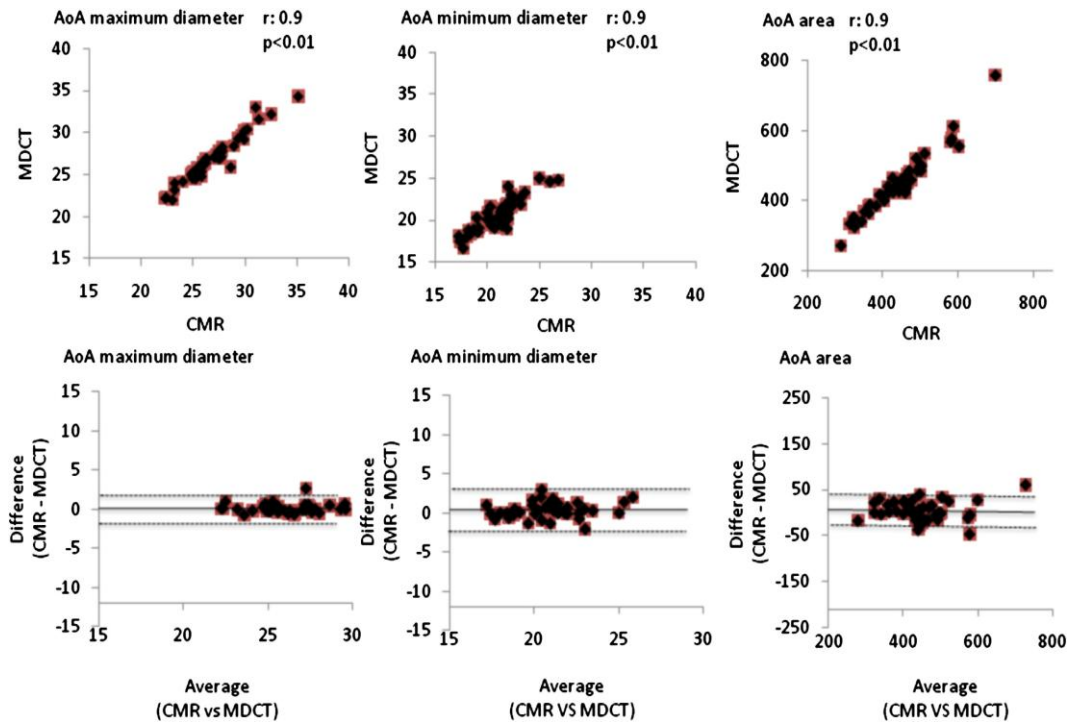 AoA maximum diameter r: 0.9
p<0.01
40
35
30
25
20
15
MDCT
15 20 25 30 35 40
CMR
AoA minimum diameter r: 0.9
p<0.01
40
35
30
25
20
15
MDCT
15 20 25 30 35 40
CMR
AoA area r: 0.9
p<0.01
800
600
400
200
MDCT
200 400 600 800
CMR
AoA maximum diameter
15
10
5
0
-5
-10
-15
Difference
(CMR - MDCT)
15 20 25 30
Average
(CMR vs MDCT)
AoA minimum diameter
15
10
5
0
-5
-10
-15
Difference
(CMR - MDCT)
15 20 25 30
Average
(CMR VS MDCT)
AoA area
250
150
50
-50
-150
-250
Difference
(CMR - MDCT)
200 400 600 800
Average
(CMR VS MDCT)